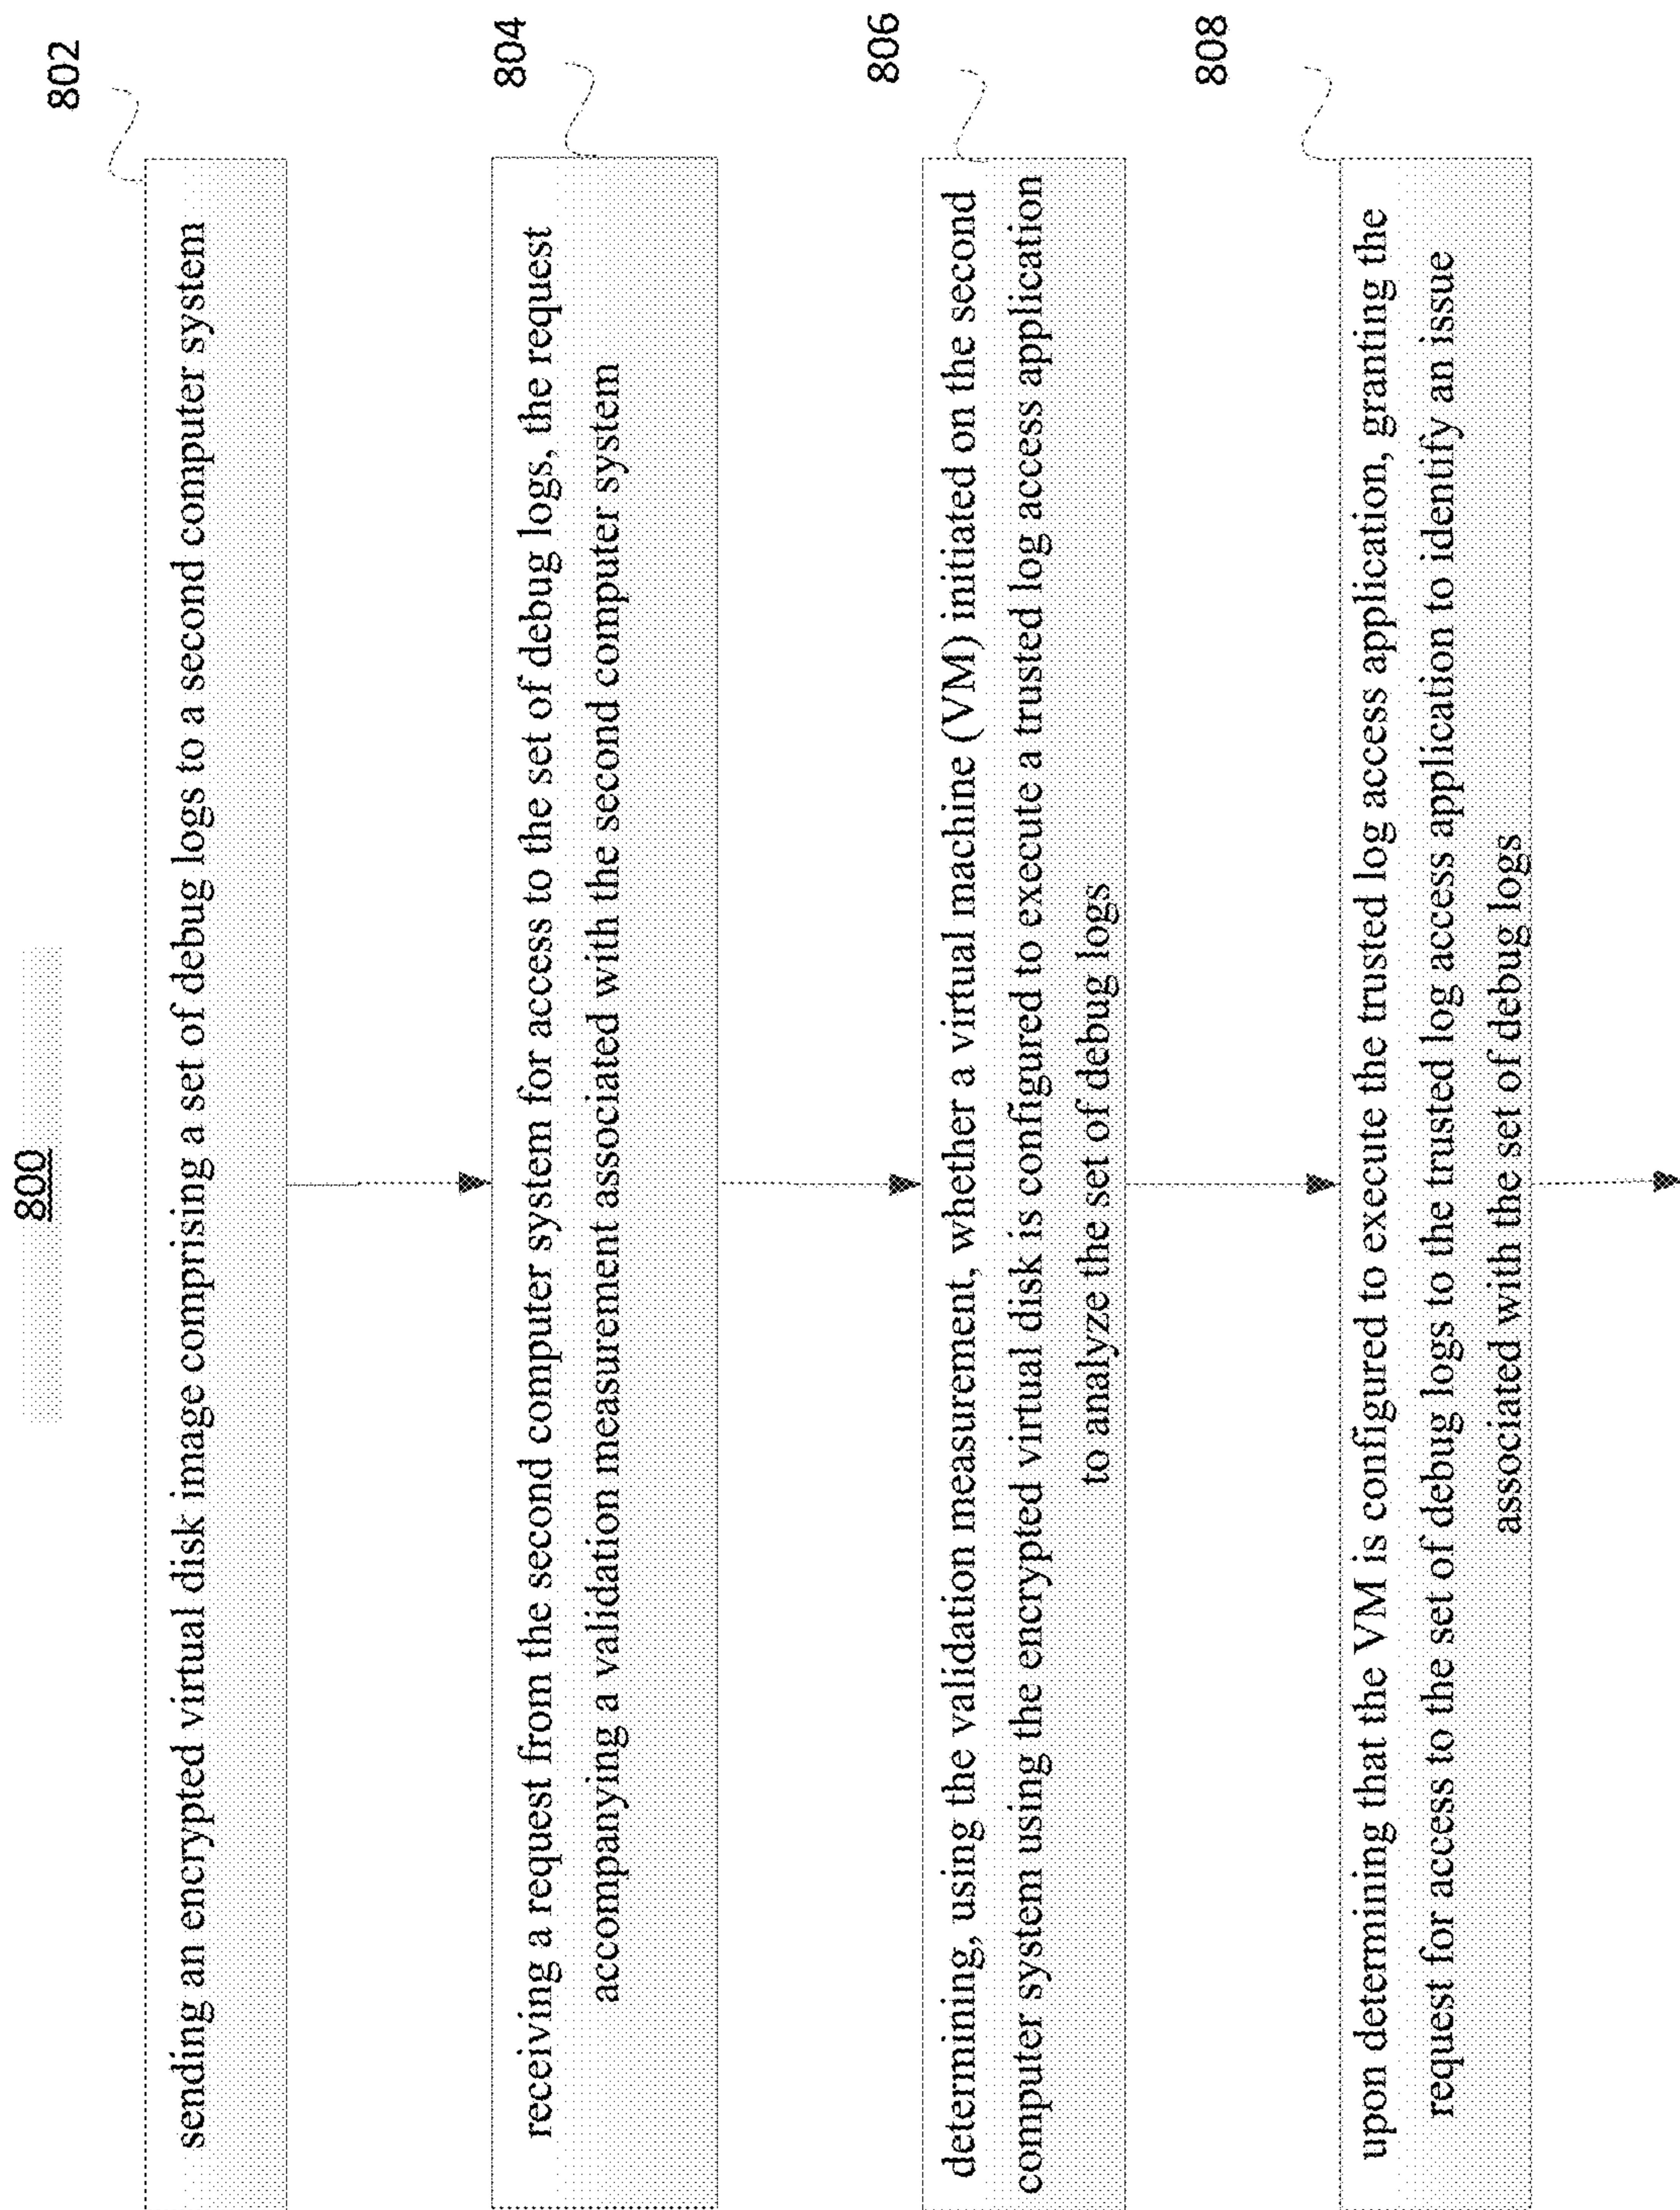 800
802
sending an encrypted virtual disk image comprising a set of debug logs to a second computer system
804
receiving a request from the second computer system for access to the set of debug logs, the request
accompanying a validation measurement associated with the second computer system
806
determining, using the validation measurement, whether a virtual machine (VM) initiated on the second
computer system using the encrypted virtual disk is configured to execute a trusted log access application
to analyze the set of debug logs
808
upon determining that the VM is configured to execute the trusted log access application, granting the
request for access to the set of debug logs to the trusted log access application to identify an issue
associated with the set of debug logs